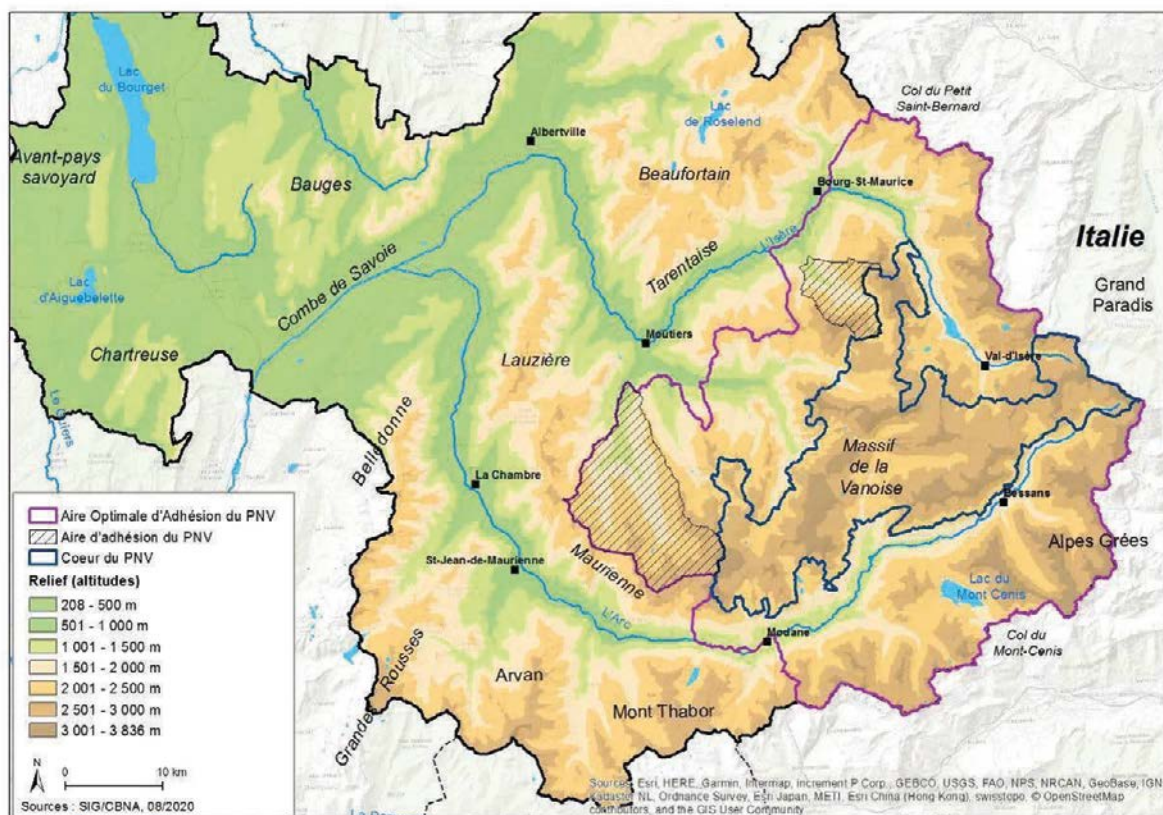 Lac
du Bourget
Col du Petit
Saint-Bernard
Lac
de Roselend
Albertville
Avant-pays
savoyard
Bauges
Beaufortain
Bourg-St-Maurice
Italie
L'Isère
Tarentaise
Grand
Paradis
Combe de Savoie
Lac
d'Aiguebelette
Moutiers
Val-d'Isère
Chartreuse
Lauzière
Le Guiers
Belledonne
Massif
de la
Vanoise
La Chambre
Bessans
Alpes Grées
St-Jean-de-Maurienne
Maurienne
Lac du
Mont Cenis
L'Arc
Modane
Col du
Mont-Cenis
Grandes Rousses
Arvan
Mont Thabor
Aire Optimale d'Adhésion du PNV
Aire d'adhésion du PNV
Coeur du PNV
Relief (altitudes)
208 - 500 m
501 - 1 000 m
1 001 - 1 500 m
1 501 - 2 000 m
2 001 - 2 500 m
2 501 - 3 000 m
3 001 - 3 836 m
N
0 10 km
Sources : SIG/CBNA, 08/2020
Sources: Esri, HERE, Garmin, Intermap, increment P Corp., GEBCO, USGS, FAO, NPS, NRCAN, GeoBase, IGN,
Kadaster NL, Ordnance Survey, Esri Japan, METI, Esri China (Hong Kong), swisstopo, © OpenStreetMap
contributors, and the GIS User Community